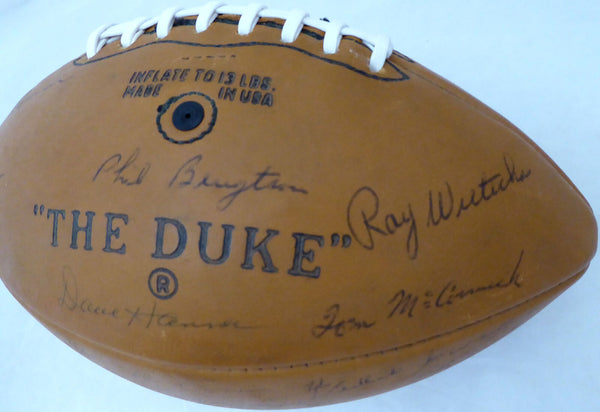 INFLATE TO 13 LBS.
MADE IN USA
Phil Bengtson
Ray Wietecha
"THE DUKE"
®
Dave Hanner
Tom McCormick